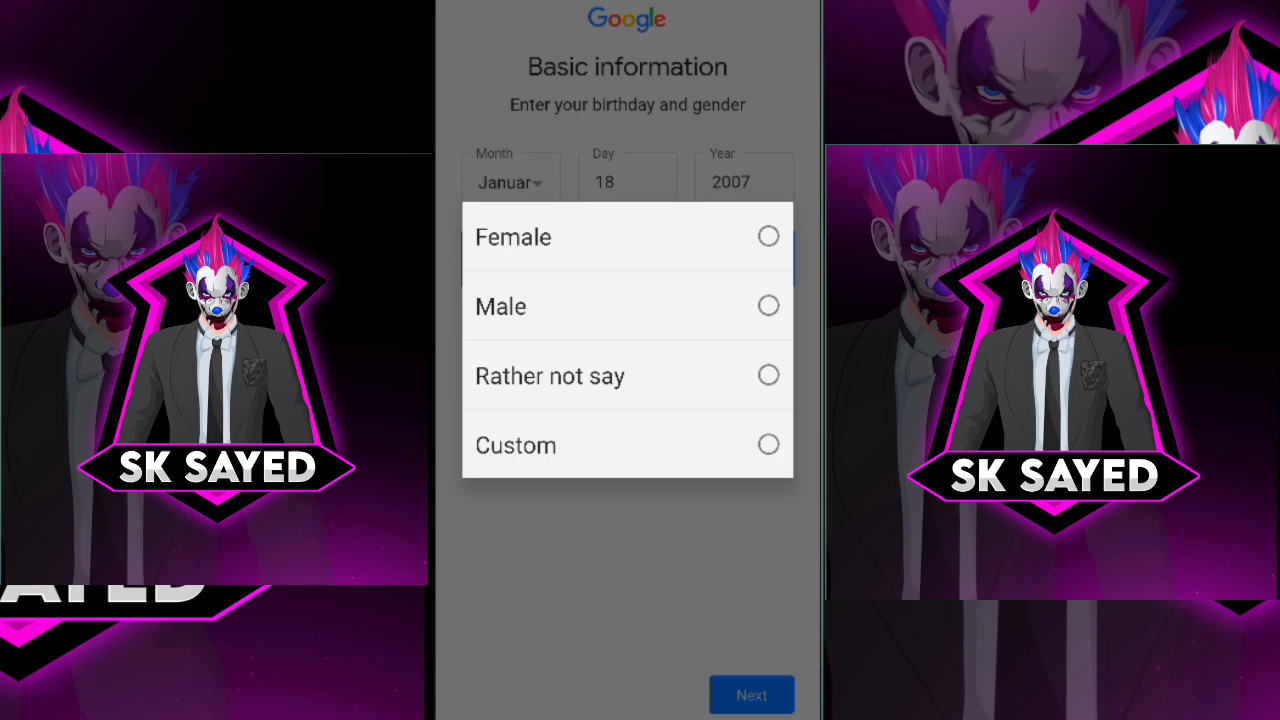 Google
Basic information
Enter your birthday and gender
Month Day Year
Januar 18 2007
Female
Male
Rather not say
Custom
Next
SK SAYED
SK SAYED